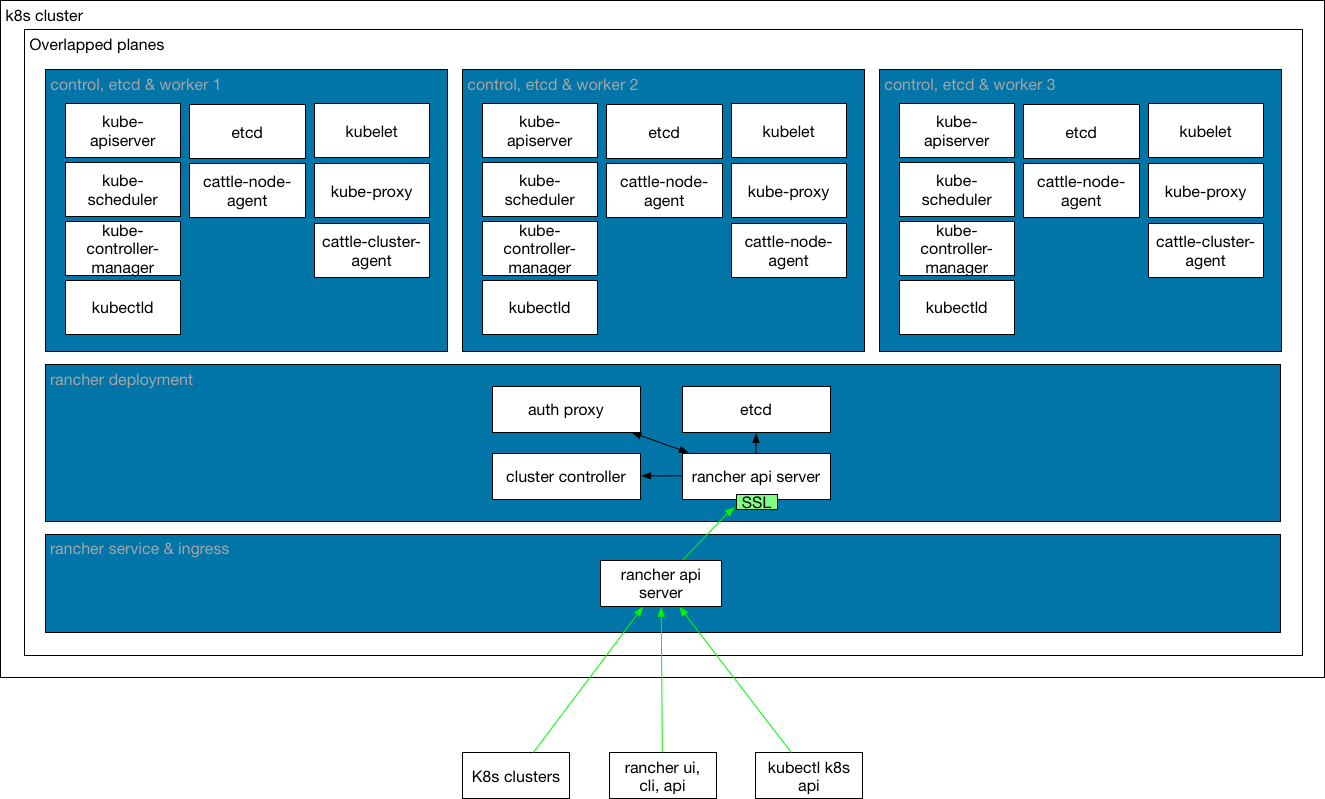 k8s cluster
Overlapped planes
control, etcd & worker 1
kube-
apiserver
etcd
kubelet
kube-
scheduler
cattle-node-
agent
kube-proxy
kube-
controller-
manager
cattle-cluster-
agent
kubectld
control, etcd & worker 2
kube-
apiserver
etcd
kubelet
kube-
scheduler
cattle-node-
agent
kube-proxy
kube-
controller-
manager
cattle-node-
agent
kubectld
control, etcd & worker 3
kube-
apiserver
etcd
kubelet
kube-
scheduler
cattle-node-
agent
kube-proxy
kube-
controller-
manager
cattle-cluster-
agent
kubectld
rancher deployment
auth proxy
etcd
cluster controller
rancher api server
SSL
rancher service & ingress
rancher api
server
K8s clusters
rancher ui,
cli, api
kubectl k8s
api